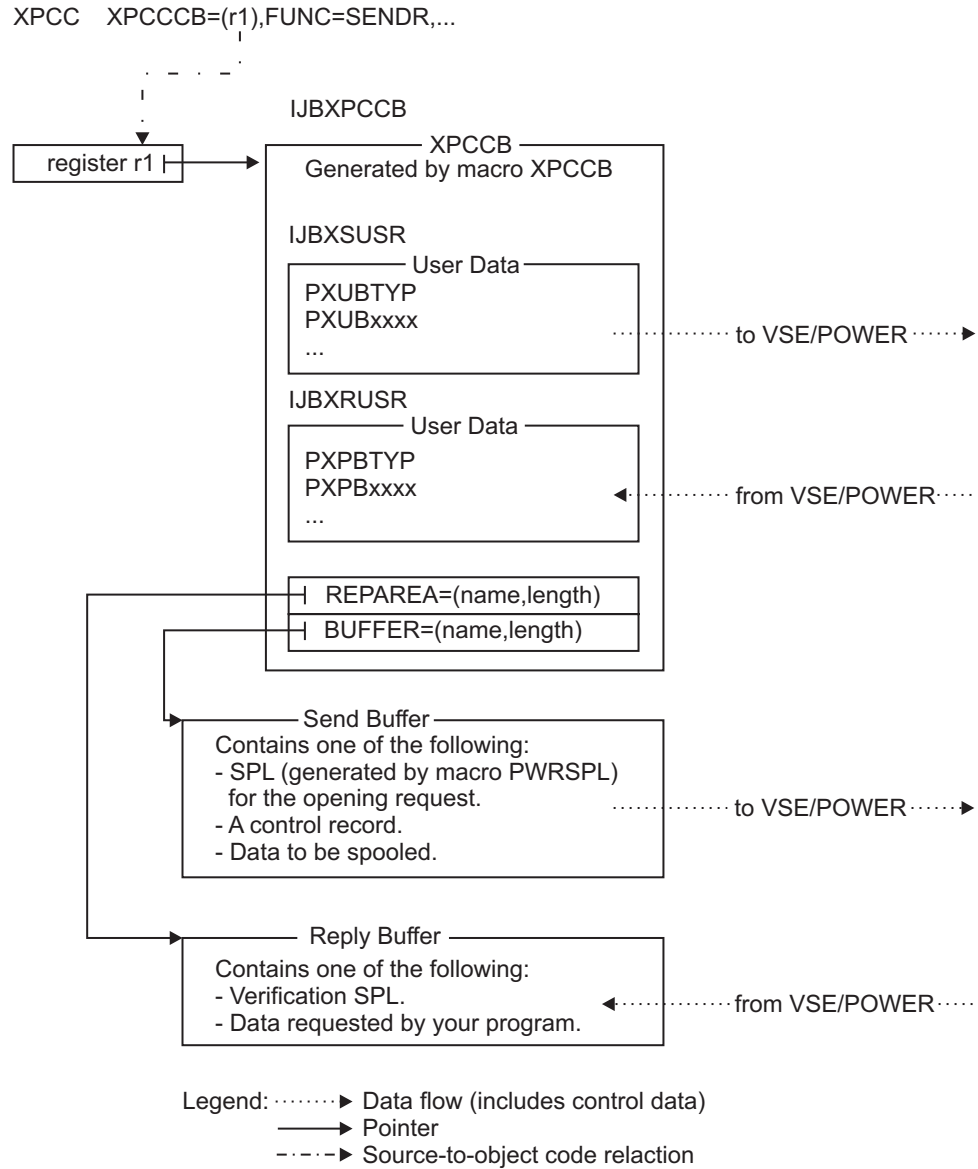 XPCC XPCCCB=(r1),FUNC=SENDR,...
IJBXPCCB
XPCCB
register r1
Generated by macro XPCCB
IJBXSUSR
User Data
PXUBTYP
PXUBxxxx
...
to VSE/POWER
IJBXRUSR
User Data
PXPBTYP
PXPBxxxx
...
from VSE/POWER
REPAREA=(name,length)
BUFFER=(name,length)
Send Buffer
Contains one of the following:
- SPL (generated by macro PWRSPL)
for the opening request.
- A control record.
- Data to be spooled.
to VSE/POWER
Reply Buffer
Contains one of the following:
- Verification SPL.
- Data requested by your program.
from VSE/POWER
Legend: Data flow (includes control data)
Pointer
Source-to-object code relaction